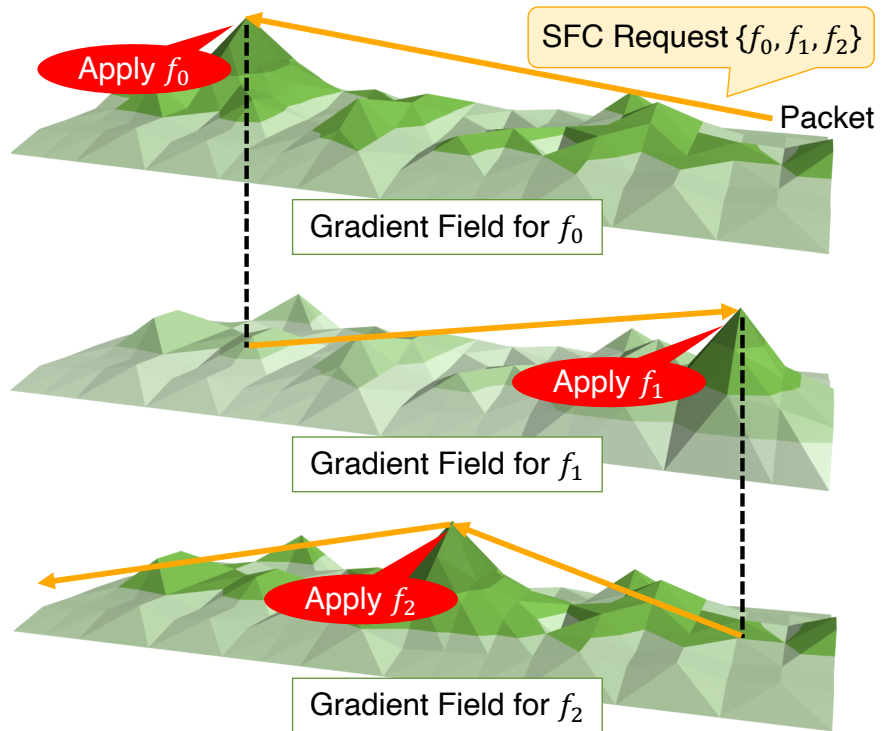 SFC Request {f₀, f₁, f₂}
Apply f₀
Packet
Gradient Field for f₀
Apply f₁
Gradient Field for f₁
Apply f₂
Gradient Field for f₂